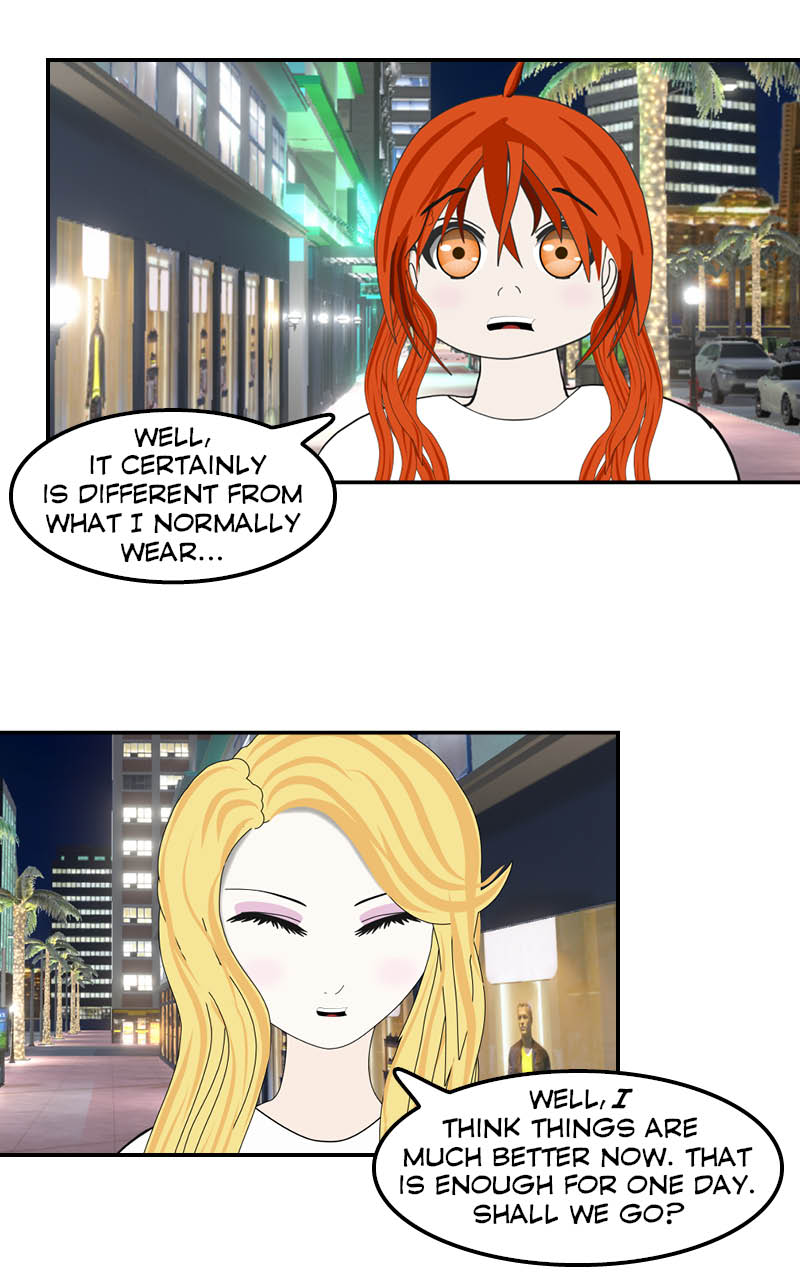 WELL,
IT CERTAINLY
IS DIFFERENT FROM
WHAT I NORMALLY
WEAR...
WELL, I
THINK THINGS ARE
MUCH BETTER NOW. THAT
IS ENOUGH FOR ONE DAY.
SHALL WE GO?